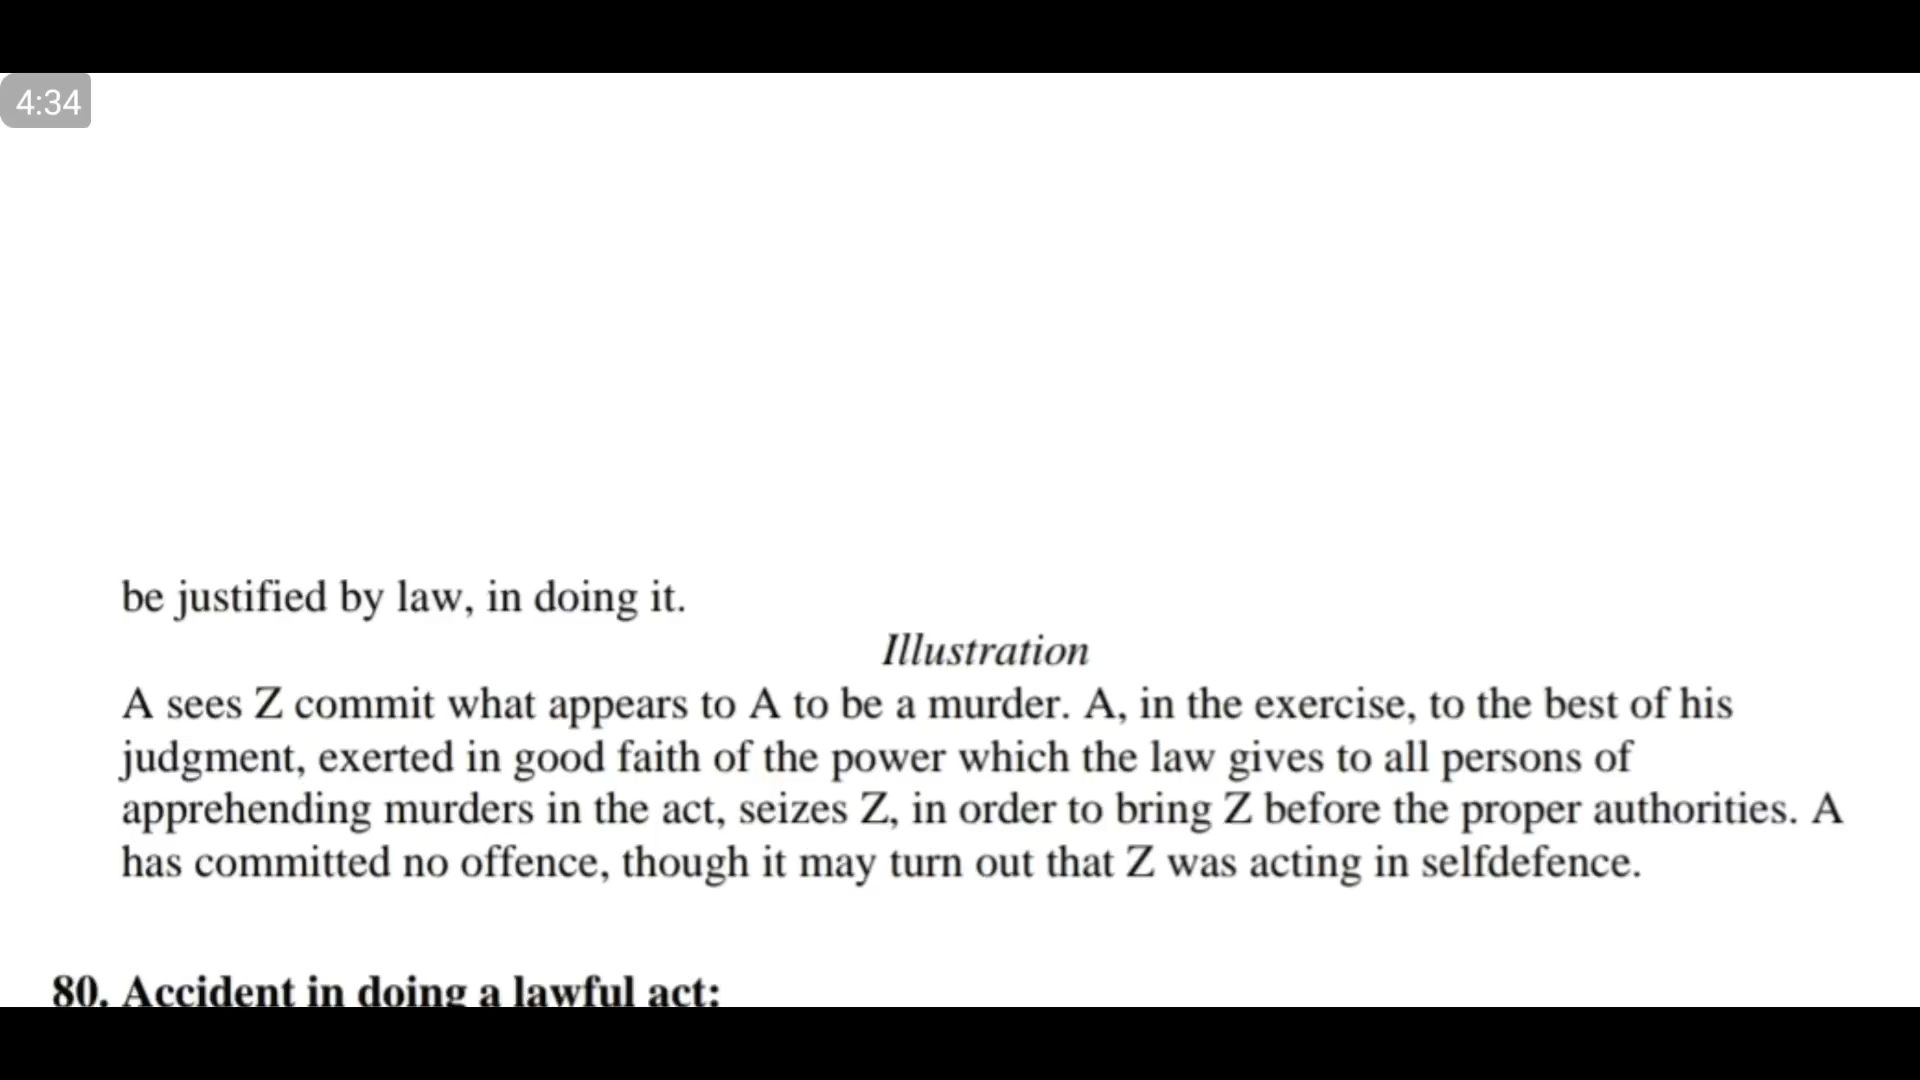 4:34
be justified by law, in doing it.
Illustration
A sees Z commit what appears to A to be a murder. A, in the exercise, to the best of his
judgment, exerted in good faith of the power which the law gives to all persons of
apprehending murders in the act, seizes Z, in order to bring Z before the proper authorities. A
has committed no offence, though it may turn out that Z was acting in selfdefence.
80. Accident in doing a lawful act: